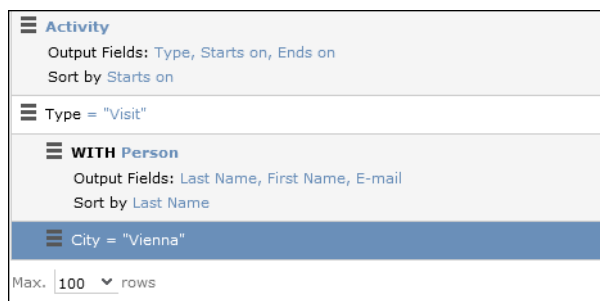 Activity
Output Fields: Type, Starts on, Ends on
Sort by Starts on
Type = "Visit"
WITH Person
Output Fields: Last Name, First Name, E-mail
Sort by Last Name
City = "Vienna"
Max. 100 rows